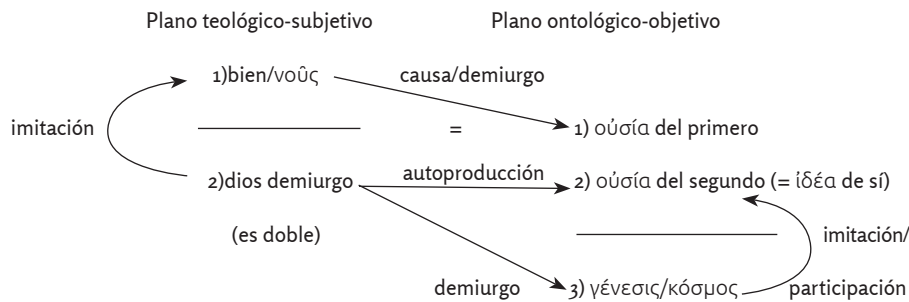 Plano teológico-subjetivo Plano ontológico-objetivo
1)bien/νοῦς causa/demiurgo
imitación = 1) οὐσία del primero
2)dios demiurgo autoproducción 2) οὐσία del segundo (= ἰδέα de sí)
(es doble) imitación/
demiurgo 3) γένεσις/κόσμος participación